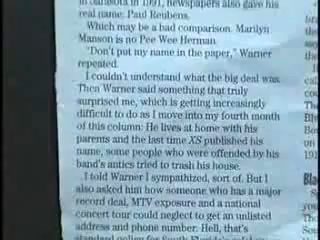 in Sarasota in 1991, newspapers also gave his
real name: Paul Reubens.
Which may be a bad comparison. Marilyn
Manson is no Pee Wee Herman.
"Don't put my name in the paper," Warner
repeated.
I couldn't understand what the big deal was.
Then Warner said something that truly
surprised me, which is getting increasingly
difficult to do as I move into my fourth month
of this column: He lives at home with his
parents and the last time XS published his
name, some people who were offended by his
band's antics tried to trash his house.
I told Warner I sympathized, sort of. But I
also asked him how someone who has a major
record deal, MTV exposure and a national
concert tour could neglect to get an unlisted
address and phone number. Hell, that's
standard policy for South Florida's